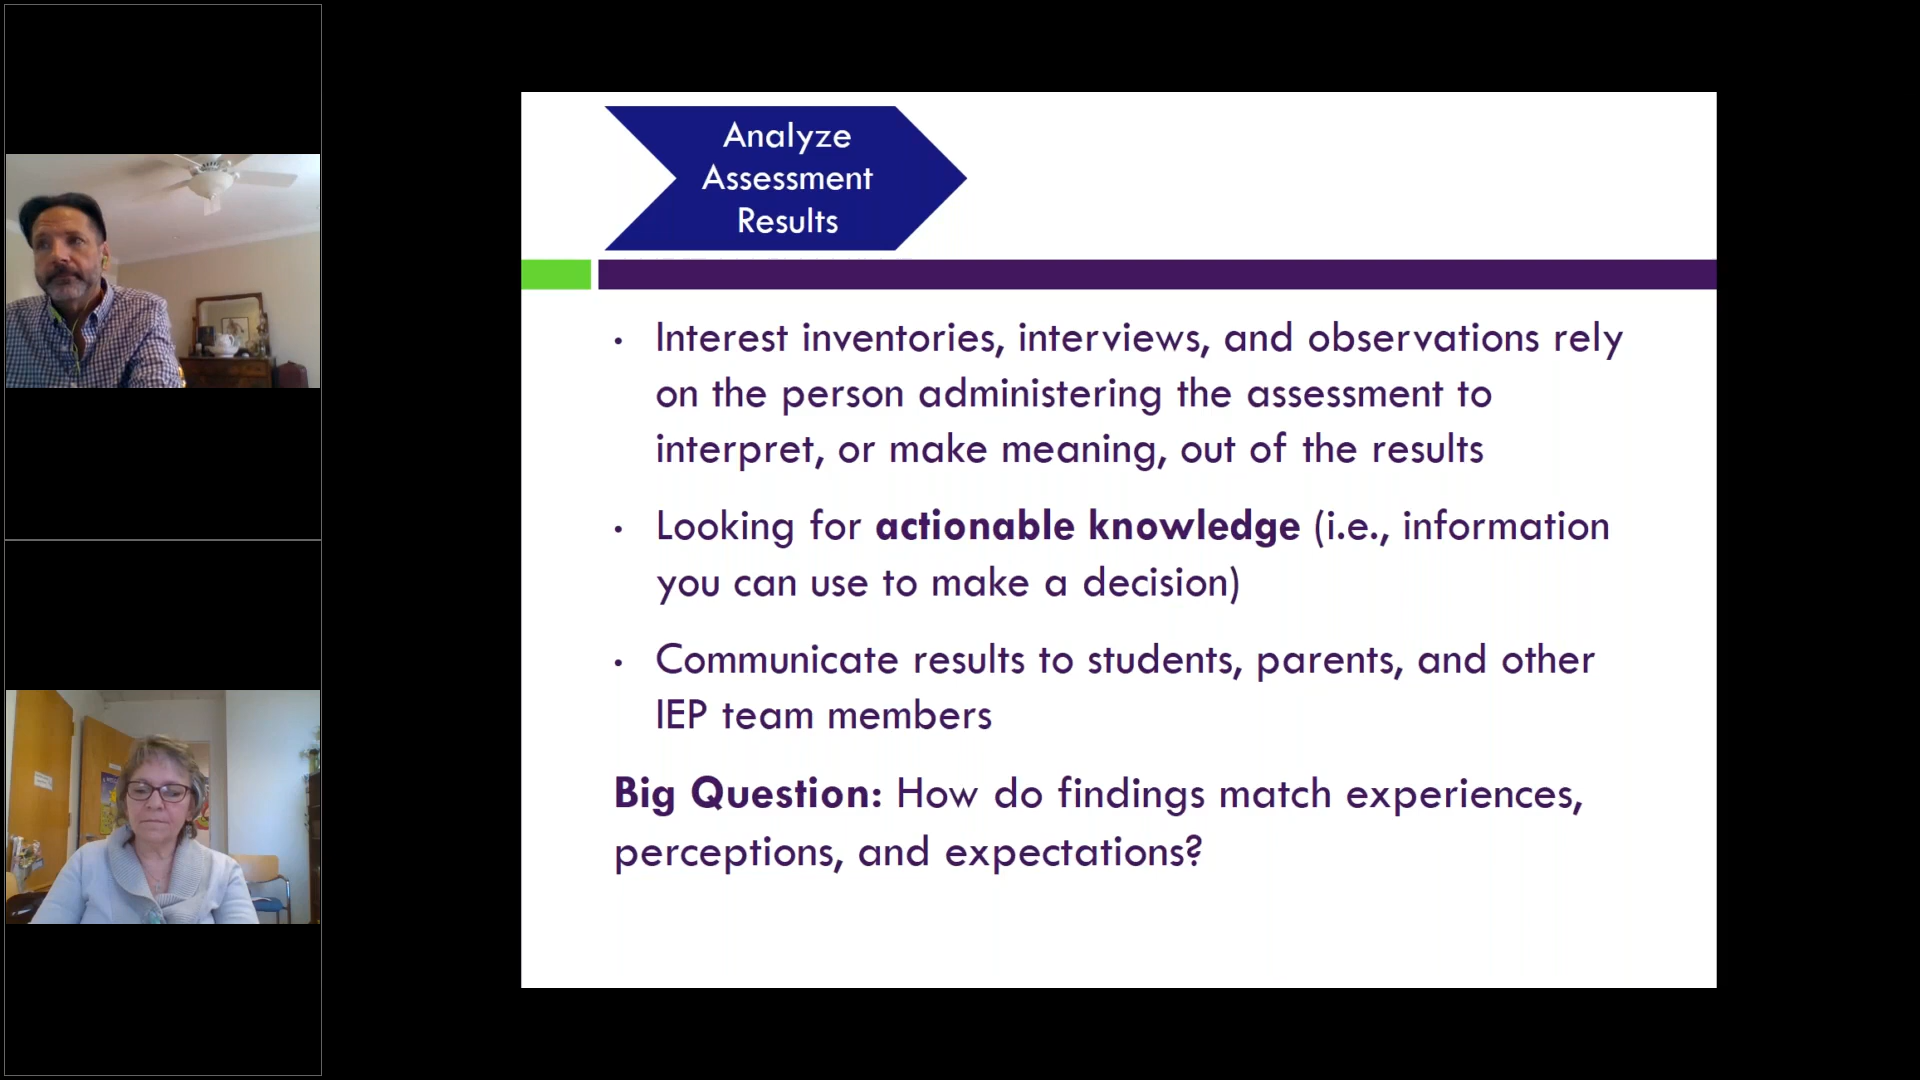 Analyze
Assessment
Results
• Interest inventories, interviews, and observations rely
on the person administering the assessment to
interpret, or make meaning, out of the results
• Looking for actionable knowledge (i.e., information
you can use to make a decision)
• Communicate results to students, parents, and other
IEP team members
Big Question: How do findings match experiences,
perceptions, and expectations?